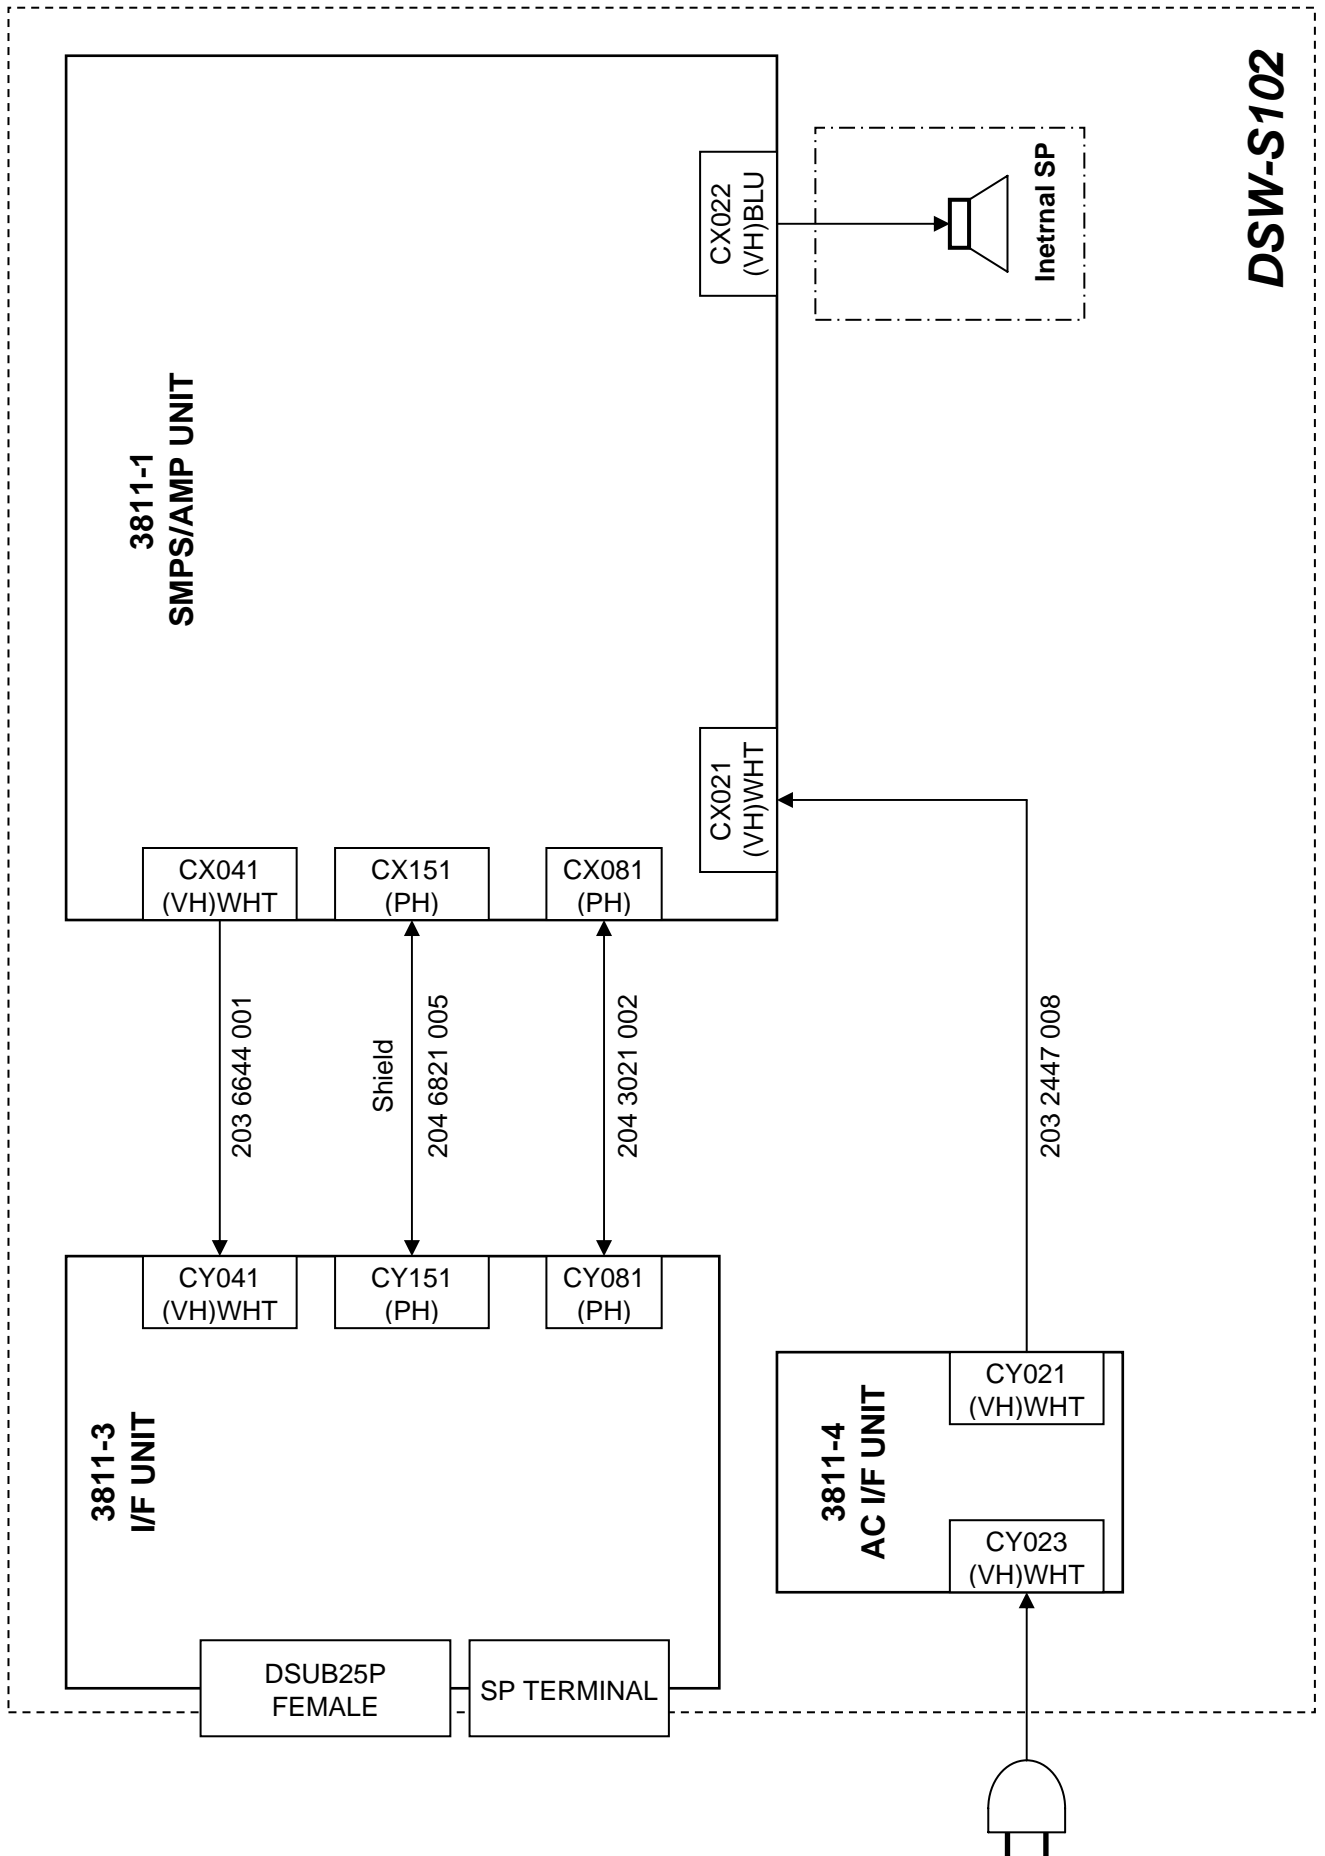 DSW-S102
3811-1
SMPS/AMP UNIT
CX022
(VH)BLU
Inetrnal SP
CX021
(VH)WHT
CX041
(VH)WHT
CX151
(PH)
CX081
(PH)
203 6644 001
Shield
204 6821 005
204 3021 002
203 2447 008
CY041
(VH)WHT
CY151
(PH)
CY081
(PH)
3811-3
I/F UNIT
CY021
(VH)WHT
3811-4
AC I/F UNIT
CY023
(VH)WHT
DSUB25P
FEMALE
SP TERMINAL